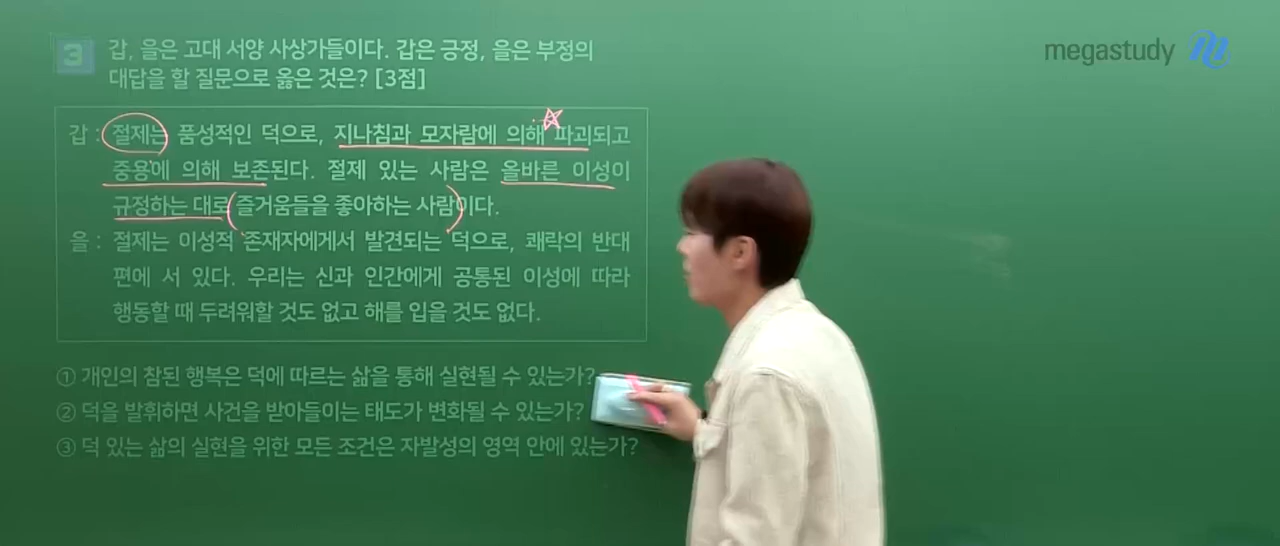 3 갑, 을은 고대 서양 사상가들이다. 갑은 긍정, 을은 부정의
대답을 할 질문으로 옳은 것은? [3점]
megastudy
갑 : 절제는 품성적인 덕으로, 지나침과 모자람에 의해 파괴되고
중용에 의해 보존된다. 절제 있는 사람은 올바른 이성이
규정하는 대로 즐거움들을 좋아하는 사람이다.
을 : 절제는 이성적 존재자에게서 발견되는 덕으로, 쾌락의 반대
편에 서 있다. 우리는 신과 인간에게 공통된 이성에 따라
행동할 때 두려워할 것도 없고 해를 입을 것도 없다.
① 개인의 참된 행복은 덕에 따르는 삶을 통해 실현될 수 있는가?
② 덕을 발휘하면 사건을 받아들이는 태도가 변화될 수 있는가?
③ 덕 있는 삶의 실현을 위한 모든 조건은 자발성의 영역 안에 있는가?